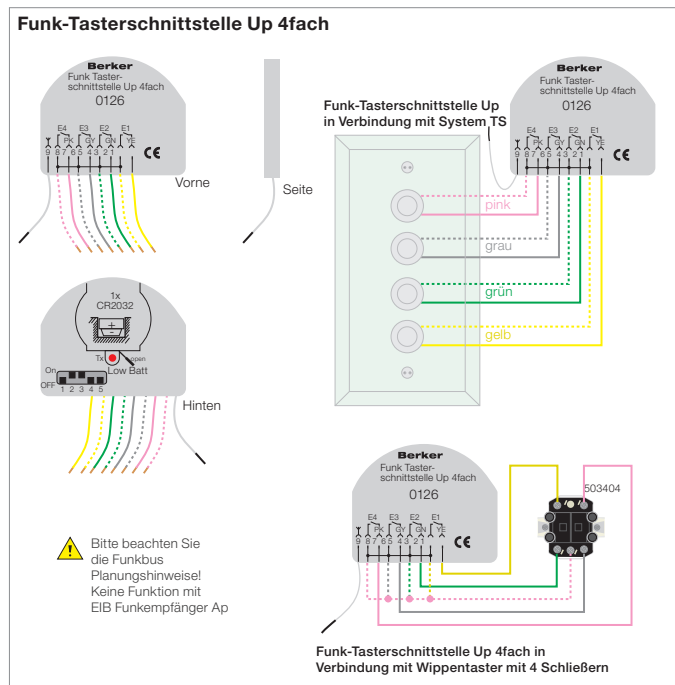 Funk-Tasterschnittstelle Up 4fach
Berker
Funk Taster-
schnittstelle Up 4fach
0126
E4 E3 E2 E1
PK GY GN YE
9 8 7 6 5 4 3 2 1
CE
Vorne
Seite
Funk-Tasterschnittstelle Up
in Verbindung mit System TS
Berker
Funk Taster-
schnittstelle Up 4fach
0126
E4 E3 E2 E1
PK GY GN YE
9 8 7 6 5 4 3 2 1
CE
pink
grau
grün
gelb
1x
CR2032
+
–
Tx
Low Batt
On
OFF
1 2 3 4 5
Hinten
Berker
Funk Taster-
schnittstelle Up 4fach
0126
E4 E3 E2 E1
PK GY GN YE
9 8 7 6 5 4 3 2 1
CE
503404
Bitte beachten Sie
die Funkbus
Planungshinweise!
Keine Funktion mit
EIB Funkempfänger Ap
Funk-Tasterschnittstelle Up 4fach in
Verbindung mit Wippentaster mit 4 Schließern